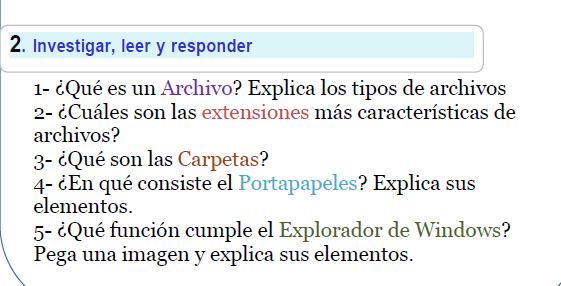 2. Investigar, leer y responder
1- ¿Qué es un Archivo? Explica los tipos de archivos
2- ¿Cuáles son las extensiones más características de
archivos?
3- ¿Qué son las Carpetas?
4- ¿En qué consiste el Portapapeles? Explica sus
elementos.
5- ¿Qué función cumple el Explorador de Windows?
Pega una imagen y explica sus elementos.